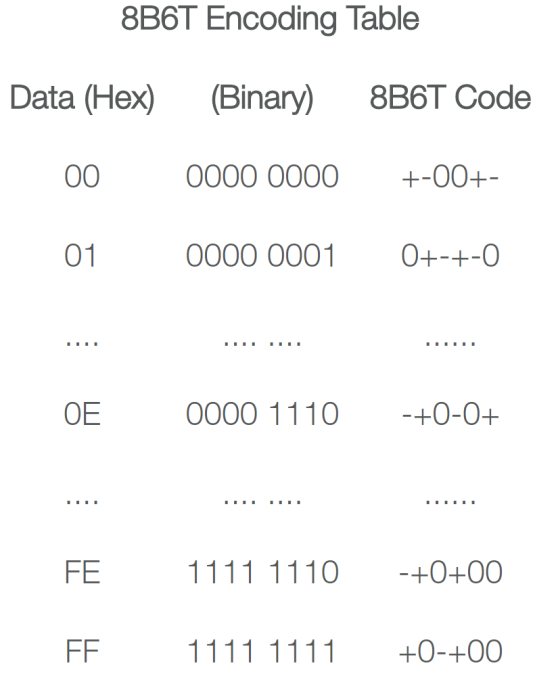 8B6T Encoding Table
Data (Hex) (Binary) 8B6T Code
00 0000 0000 +-00+-
01 0000 0001 0+-+-0
.... .... .... ......
0E 0000 1110 -+0-0+
.... .... .... ......
FE 1111 1110 -+0+00
FF 1111 1111 +0-+00